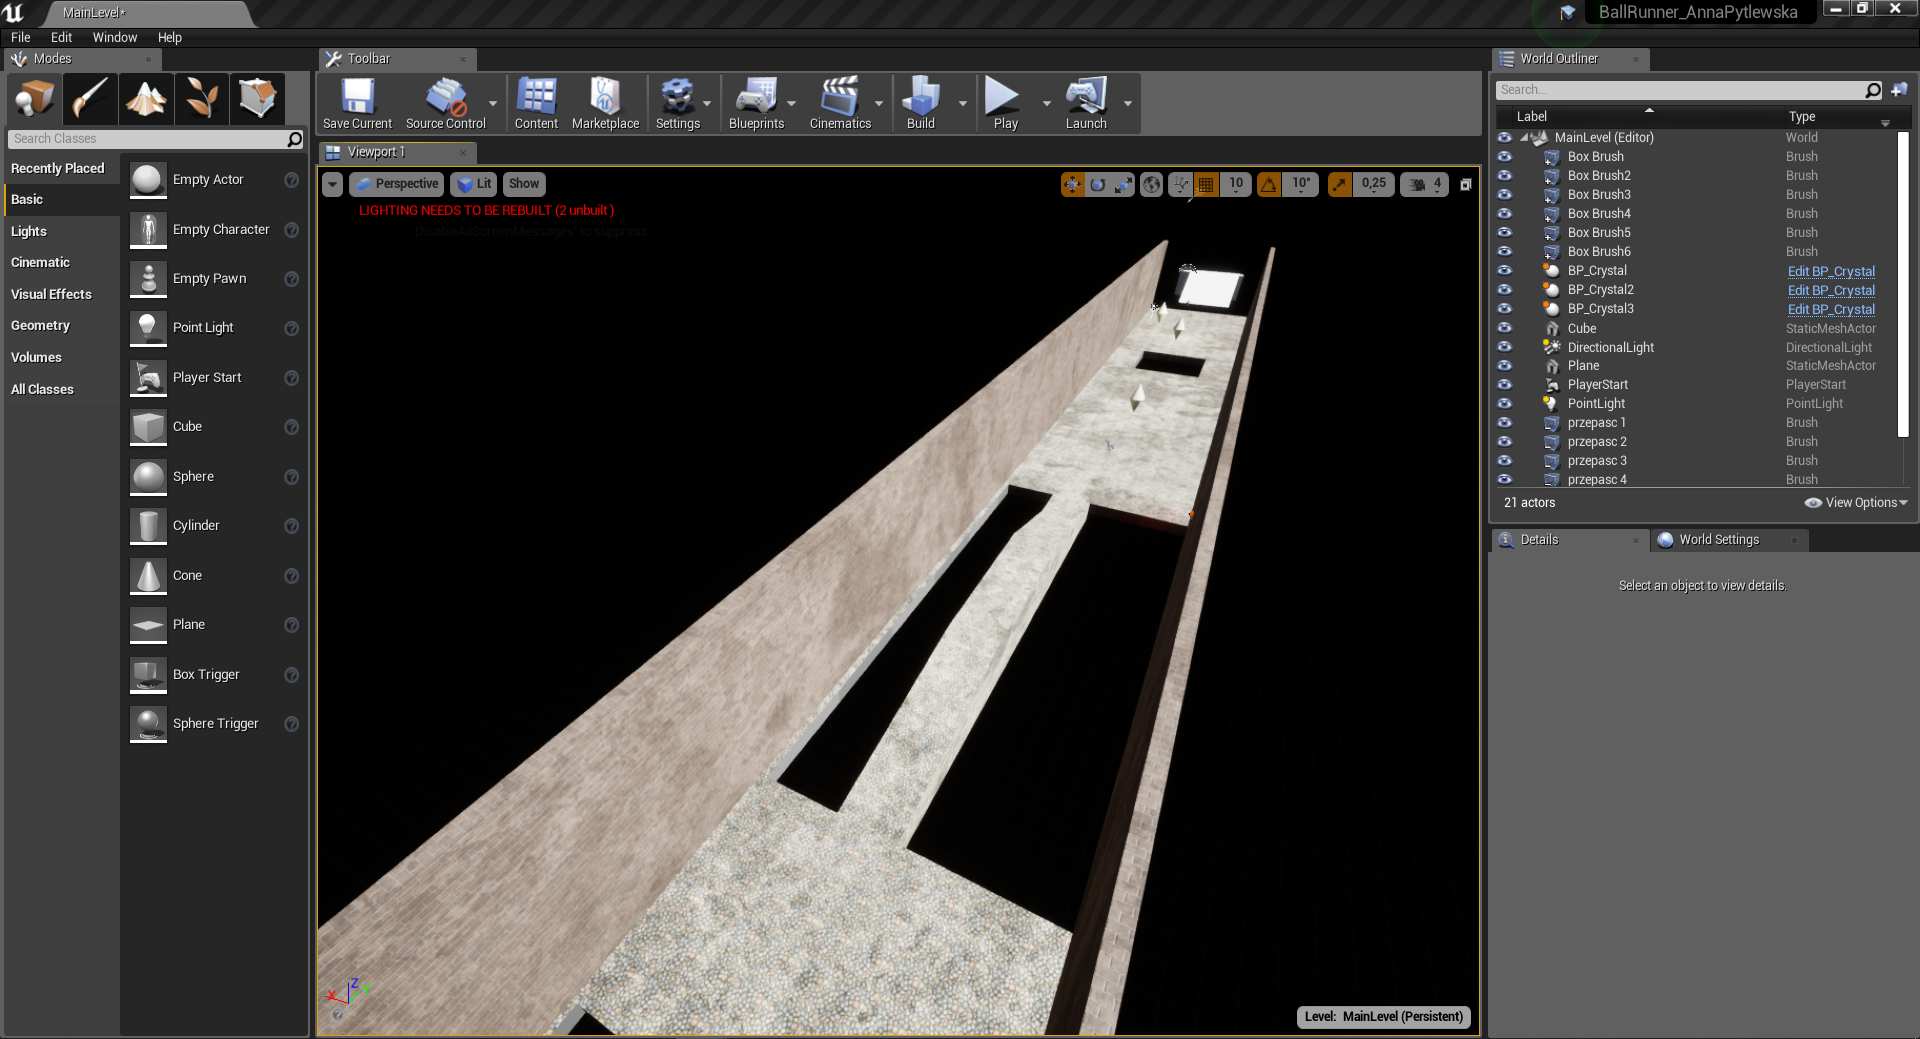 MainLevel*
BallRunner_AnnaPytlewska
File Edit Window Help
Modes
Search Classes
Recently Placed
Basic
Lights
Cinematic
Visual Effects
Geometry
Volumes
All Classes
Empty Actor
Empty Character
Empty Pawn
Point Light
Player Start
Cube
Sphere
Cylinder
Cone
Plane
Box Trigger
Sphere Trigger
Toolbar
Save Current Source Control Content Marketplace Settings Blueprints Cinematics Build Play Launch
Viewport 1
Perspective Lit Show 10 10° 0,25 4
LIGHTING NEEDS TO BE REBUILT (2 unbuilt)
'DisableAllScreenMessages' to suppress
X Z Y
Level: MainLevel (Persistent)
World Outliner
Search...
Label Type
MainLevel (Editor) World
Box Brush Brush
Box Brush2 Brush
Box Brush3 Brush
Box Brush4 Brush
Box Brush5 Brush
Box Brush6 Brush
BP_Crystal Edit BP_Crystal
BP_Crystal2 Edit BP_Crystal
BP_Crystal3 Edit BP_Crystal
Cube StaticMeshActor
DirectionalLight DirectionalLight
Plane StaticMeshActor
PlayerStart PlayerStart
PointLight PointLight
przepasc 1 Brush
przepasc 2 Brush
przepasc 3 Brush
przepasc 4 Brush
21 actors View Options
Details World Settings
Select an object to view details.